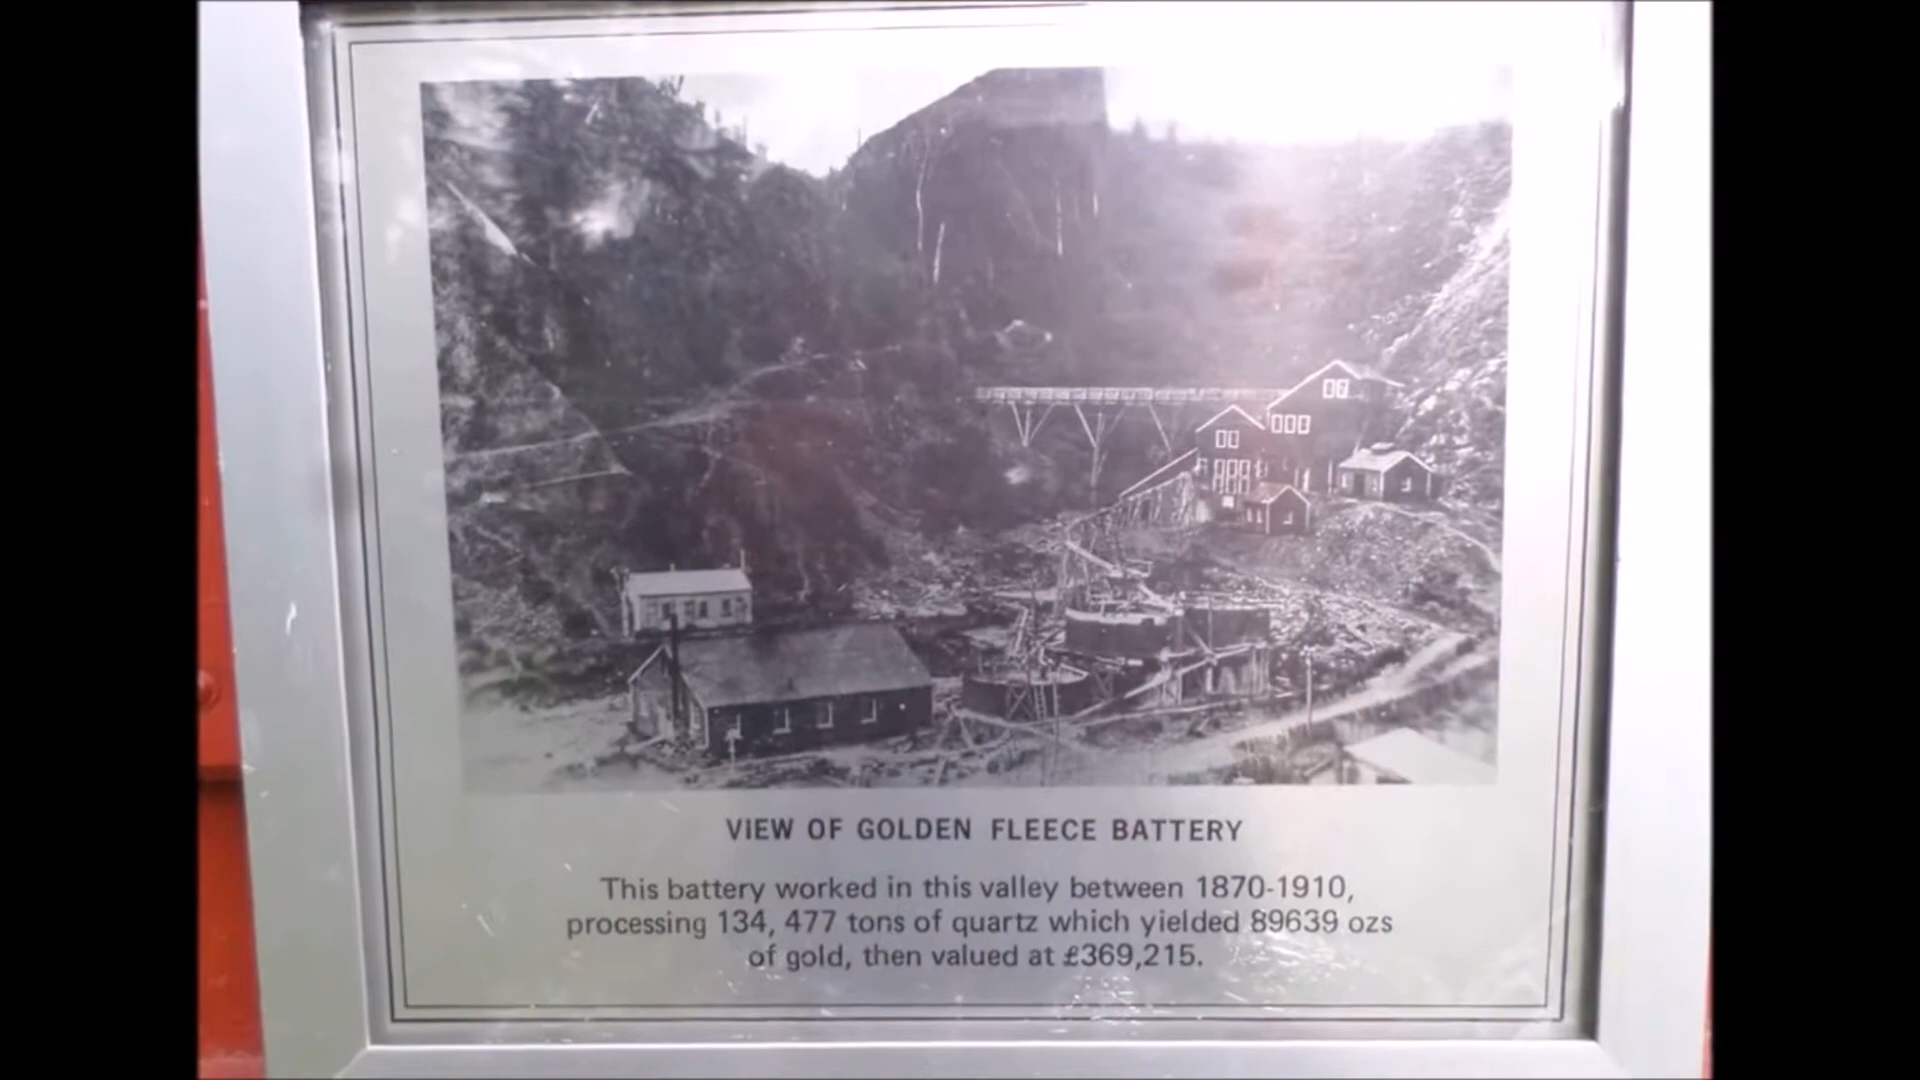 VIEW OF GOLDEN FLEECE BATTERY
This battery worked in this valley between 1870-1910,
processing 134, 477 tons of quartz which yielded 89639 ozs
of gold, then valued at £369,215.